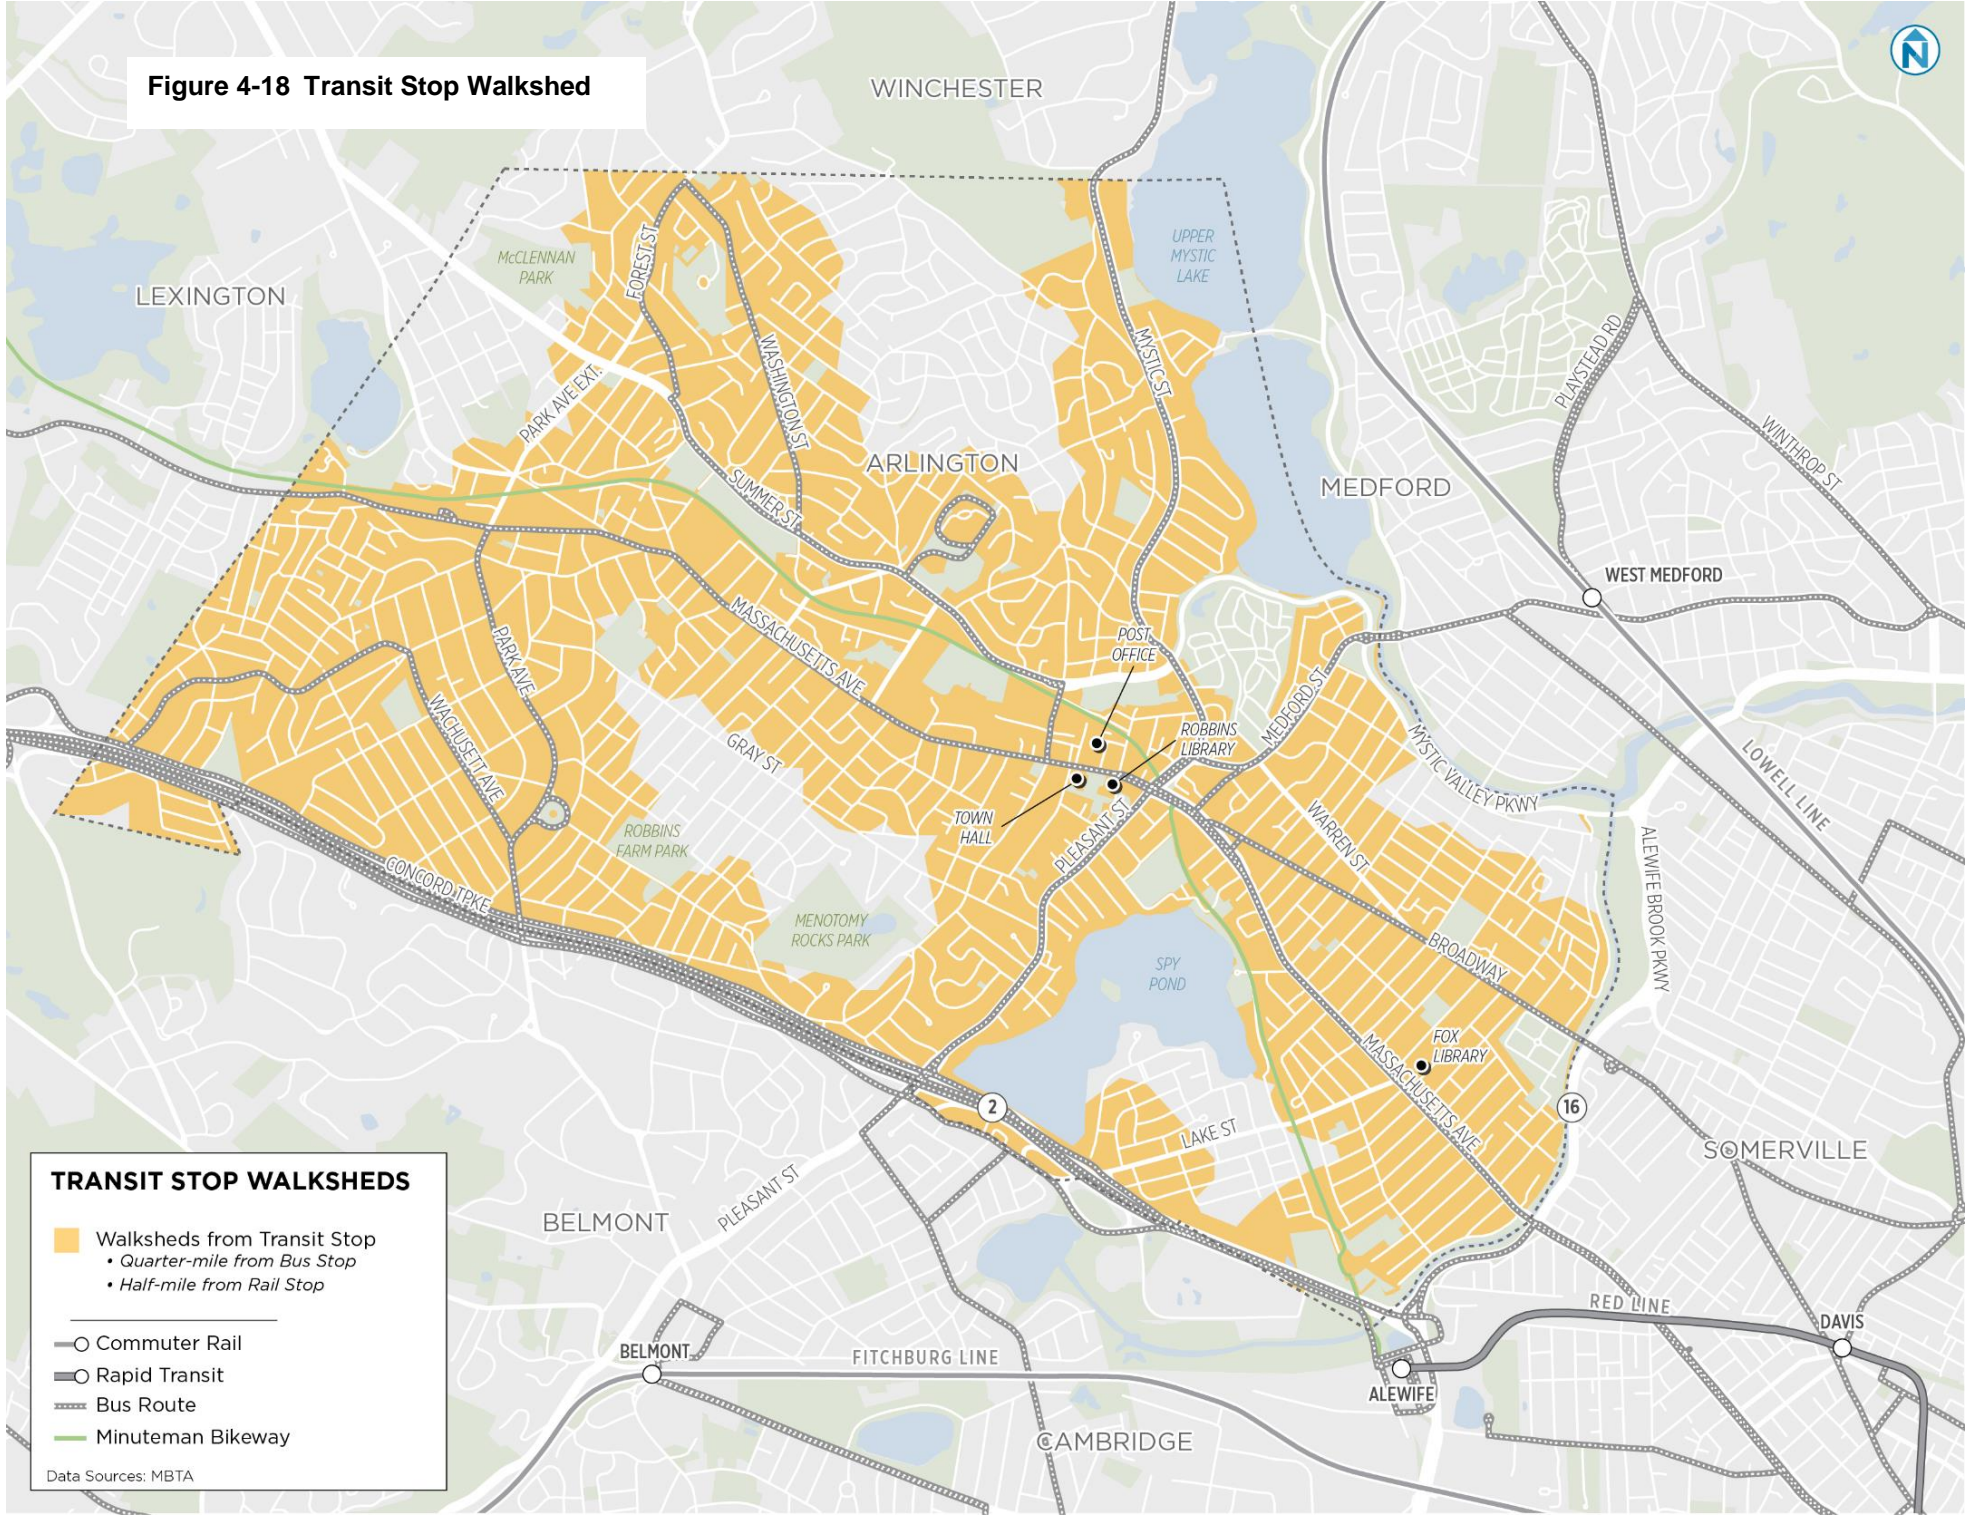 Figure 4-18  Transit Stop Walkshed
N
WINCHESTER
UPPER
MYSTIC
LAKE
McCLENNAN
PARK
FOREST ST
LEXINGTON
PARK AVE EXT.
WASHINGTON ST
MYSTIC ST
PLAYSTEAD RD
WINTHROP ST
ARLINGTON
MEDFORD
SUMMER ST
WEST MEDFORD
MASSACHUSETTS AVE
POST
OFFICE
PARK AVE
WACHUSETT AVE
GRAY ST
ROBBINS
LIBRARY
MEDFORD ST
MYSTIC VALLEY PKWY
LOWELL LINE
TOWN
HALL
PLEASANT ST
WARREN ST
ALEWIFE BROOK PKWY
ROBBINS
FARM PARK
CONCORD TPKE
MENOTOMY
ROCKS PARK
SPY
POND
BROADWAY
FOX
LIBRARY
MASSACHUSETTS AVE
2
16
LAKE ST
SOMERVILLE
PLEASANT ST
BELMONT
RED LINE
DAVIS
BELMONT
FITCHBURG LINE
ALEWIFE
CAMBRIDGE
TRANSIT STOP WALKSHEDS
Walksheds from Transit Stop
• Quarter-mile from Bus Stop
• Half-mile from Rail Stop
Commuter Rail
Rapid Transit
Bus Route
Minuteman Bikeway
Data Sources: MBTA